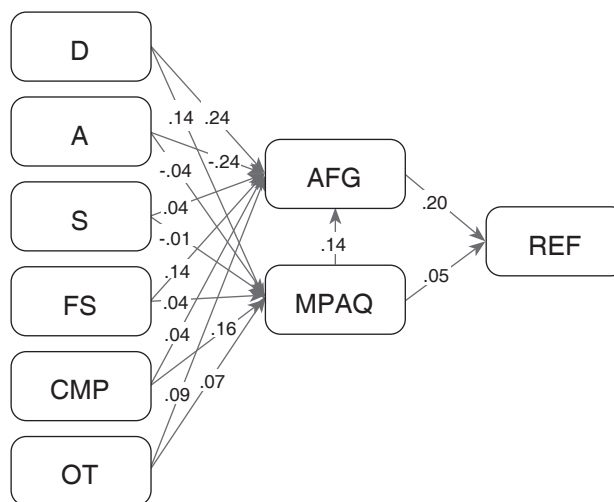 D
.14 .24
A
-.24
-.04
AFG
S
.04
.20
-.01
REF
.14
.14
FS
.04
MPAQ
.05
.04
.16
CMP
.07
.09
OT